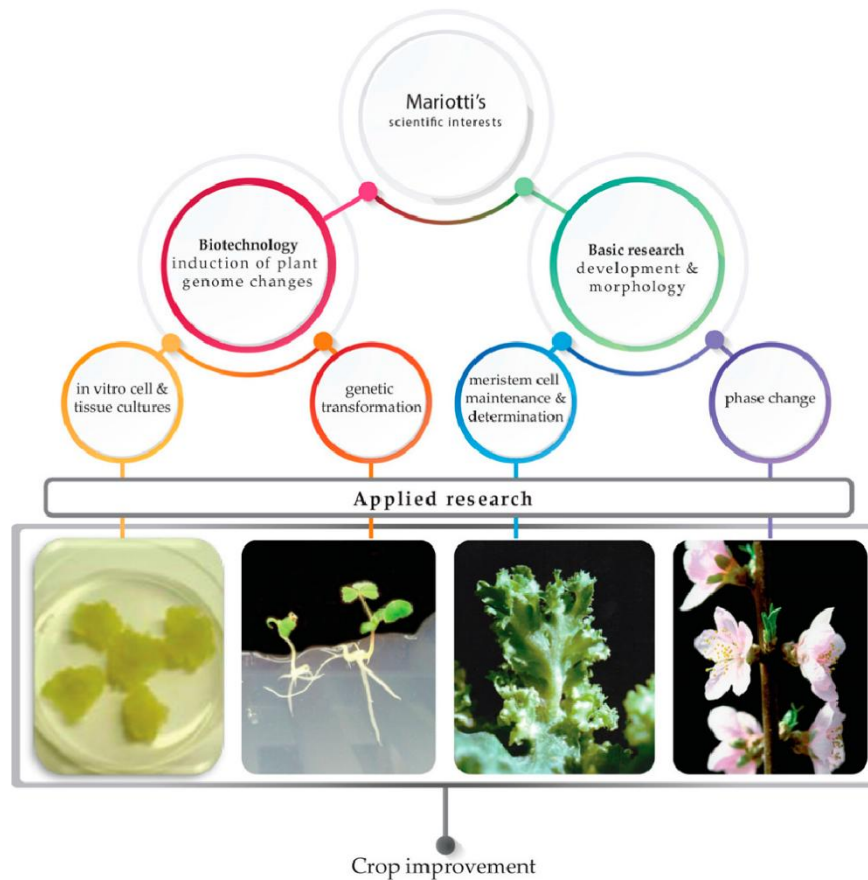 Mariotti's
scientific interests
Biotechnology
induction of plant
genome changes
Basic research
development &
morphology
in vitro cell &
tissue cultures
genetic
transformation
meristem cell
maintenance &
determination
phase change
Applied research
Crop improvement